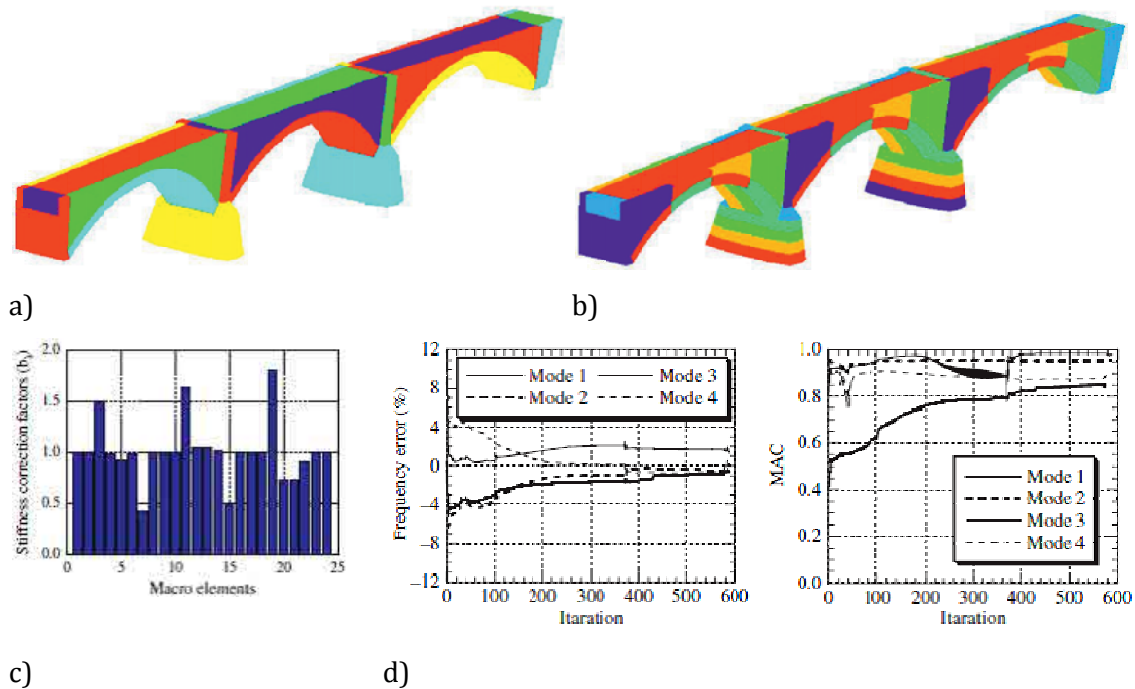 a)
b)
Stiffness correction factors (b
2.0
1.5
1.0
0.5
0.0
0 5 10 15 20 25
Macro elements
Frequency error (%)
12
8
4
0
−4
−8
−12
0 100 200 300 400 500 600
Itaration
Mode 1 Mode 3
Mode 2 Mode 4
MAC
1.0
0.8
0.6
0.4
0.2
0.0
0 100 200 300 400 500 600
Itaration
Mode 1
Mode 2
Mode 3
Mode 4
c)
d)